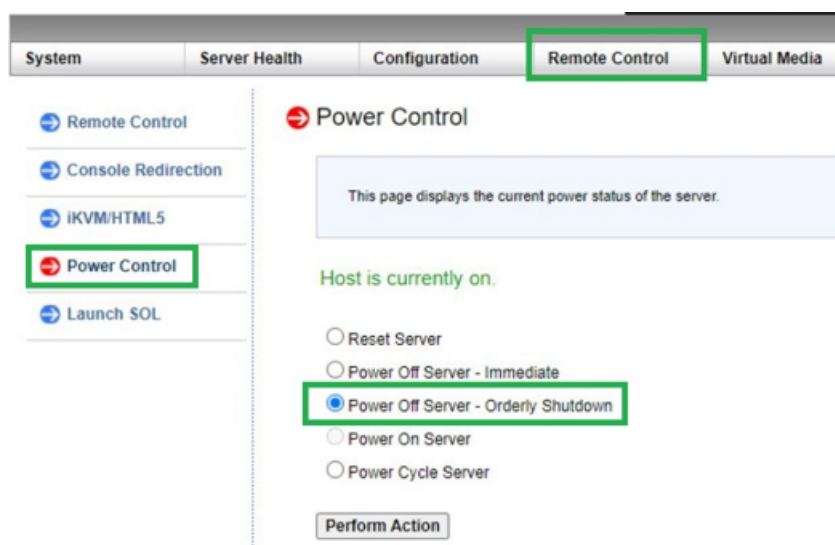 System Server Health Configuration Remote Control Virtual Media
Remote Control
Console Redirection
iKVM/HTML5
Power Control
Launch SOL
Power Control
This page displays the current power status of the server.
Host is currently on.
Reset Server
Power Off Server - Immediate
Power Off Server - Orderly Shutdown
Power On Server
Power Cycle Server
Perform Action